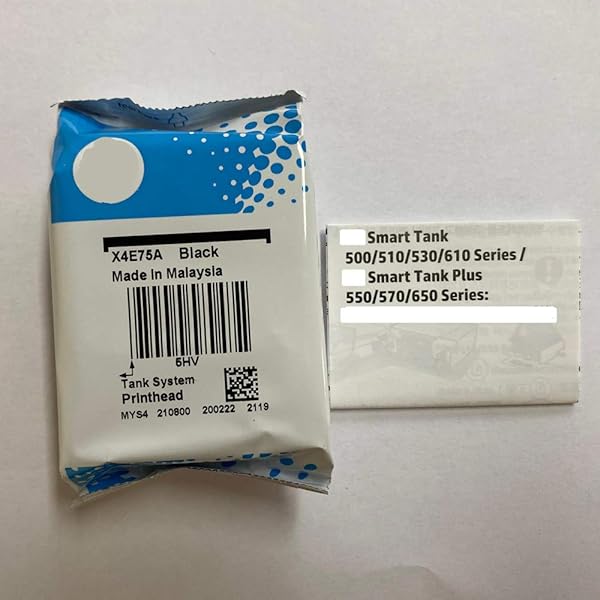 X4E75A Black
Made In Malaysia
5HV
Tank System
Printhead
MYS4 210800 200222 2119
Smart Tank
500/510/530/610 Series /
Smart Tank Plus
550/570/650 Series: